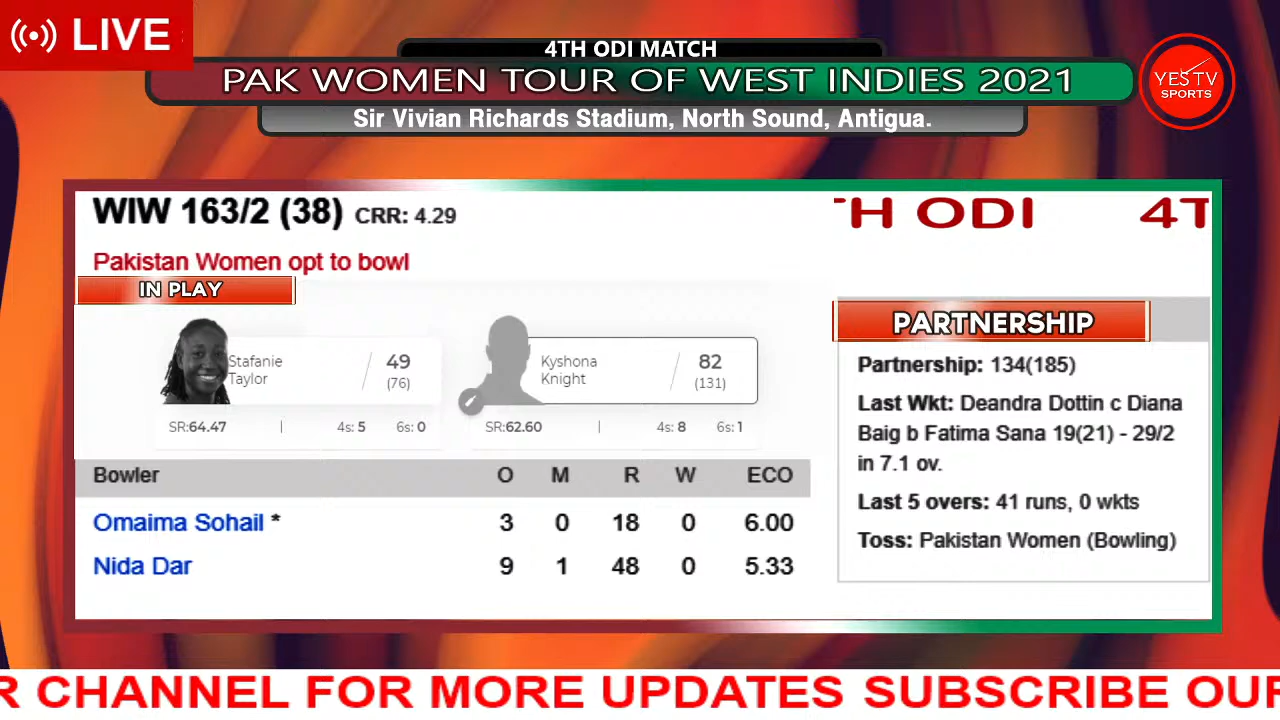 LIVE
4TH ODI MATCH
PAK WOMEN TOUR OF WEST INDIES 2021
YESTV
SPORTS
Sir Vivian Richards Stadium, North Sound, Antigua.
WIW 163/2 (38) CRR: 4.29
TH ODI 4T
Pakistan Women opt to bowl
IN PLAY
Stafanie
Taylor
49
(76)
SR:64.47 | 4s: 5 6s: 0
Kyshona
Knight
82
(131)
SR:62.60 | 4s: 8 6s: 1
Bowler O M R W ECO
Omaima Sohail * 3 0 18 0 6.00
Nida Dar 9 1 48 0 5.33
PARTNERSHIP
Partnership: 134(185)
Last Wkt: Deandra Dottin c Diana
Baig b Fatima Sana 19(21) - 29/2
in 7.1 ov.
Last 5 overs: 41 runs, 0 wkts
Toss: Pakistan Women (Bowling)
R CHANNEL FOR MORE UPDATES SUBSCRIBE OUR